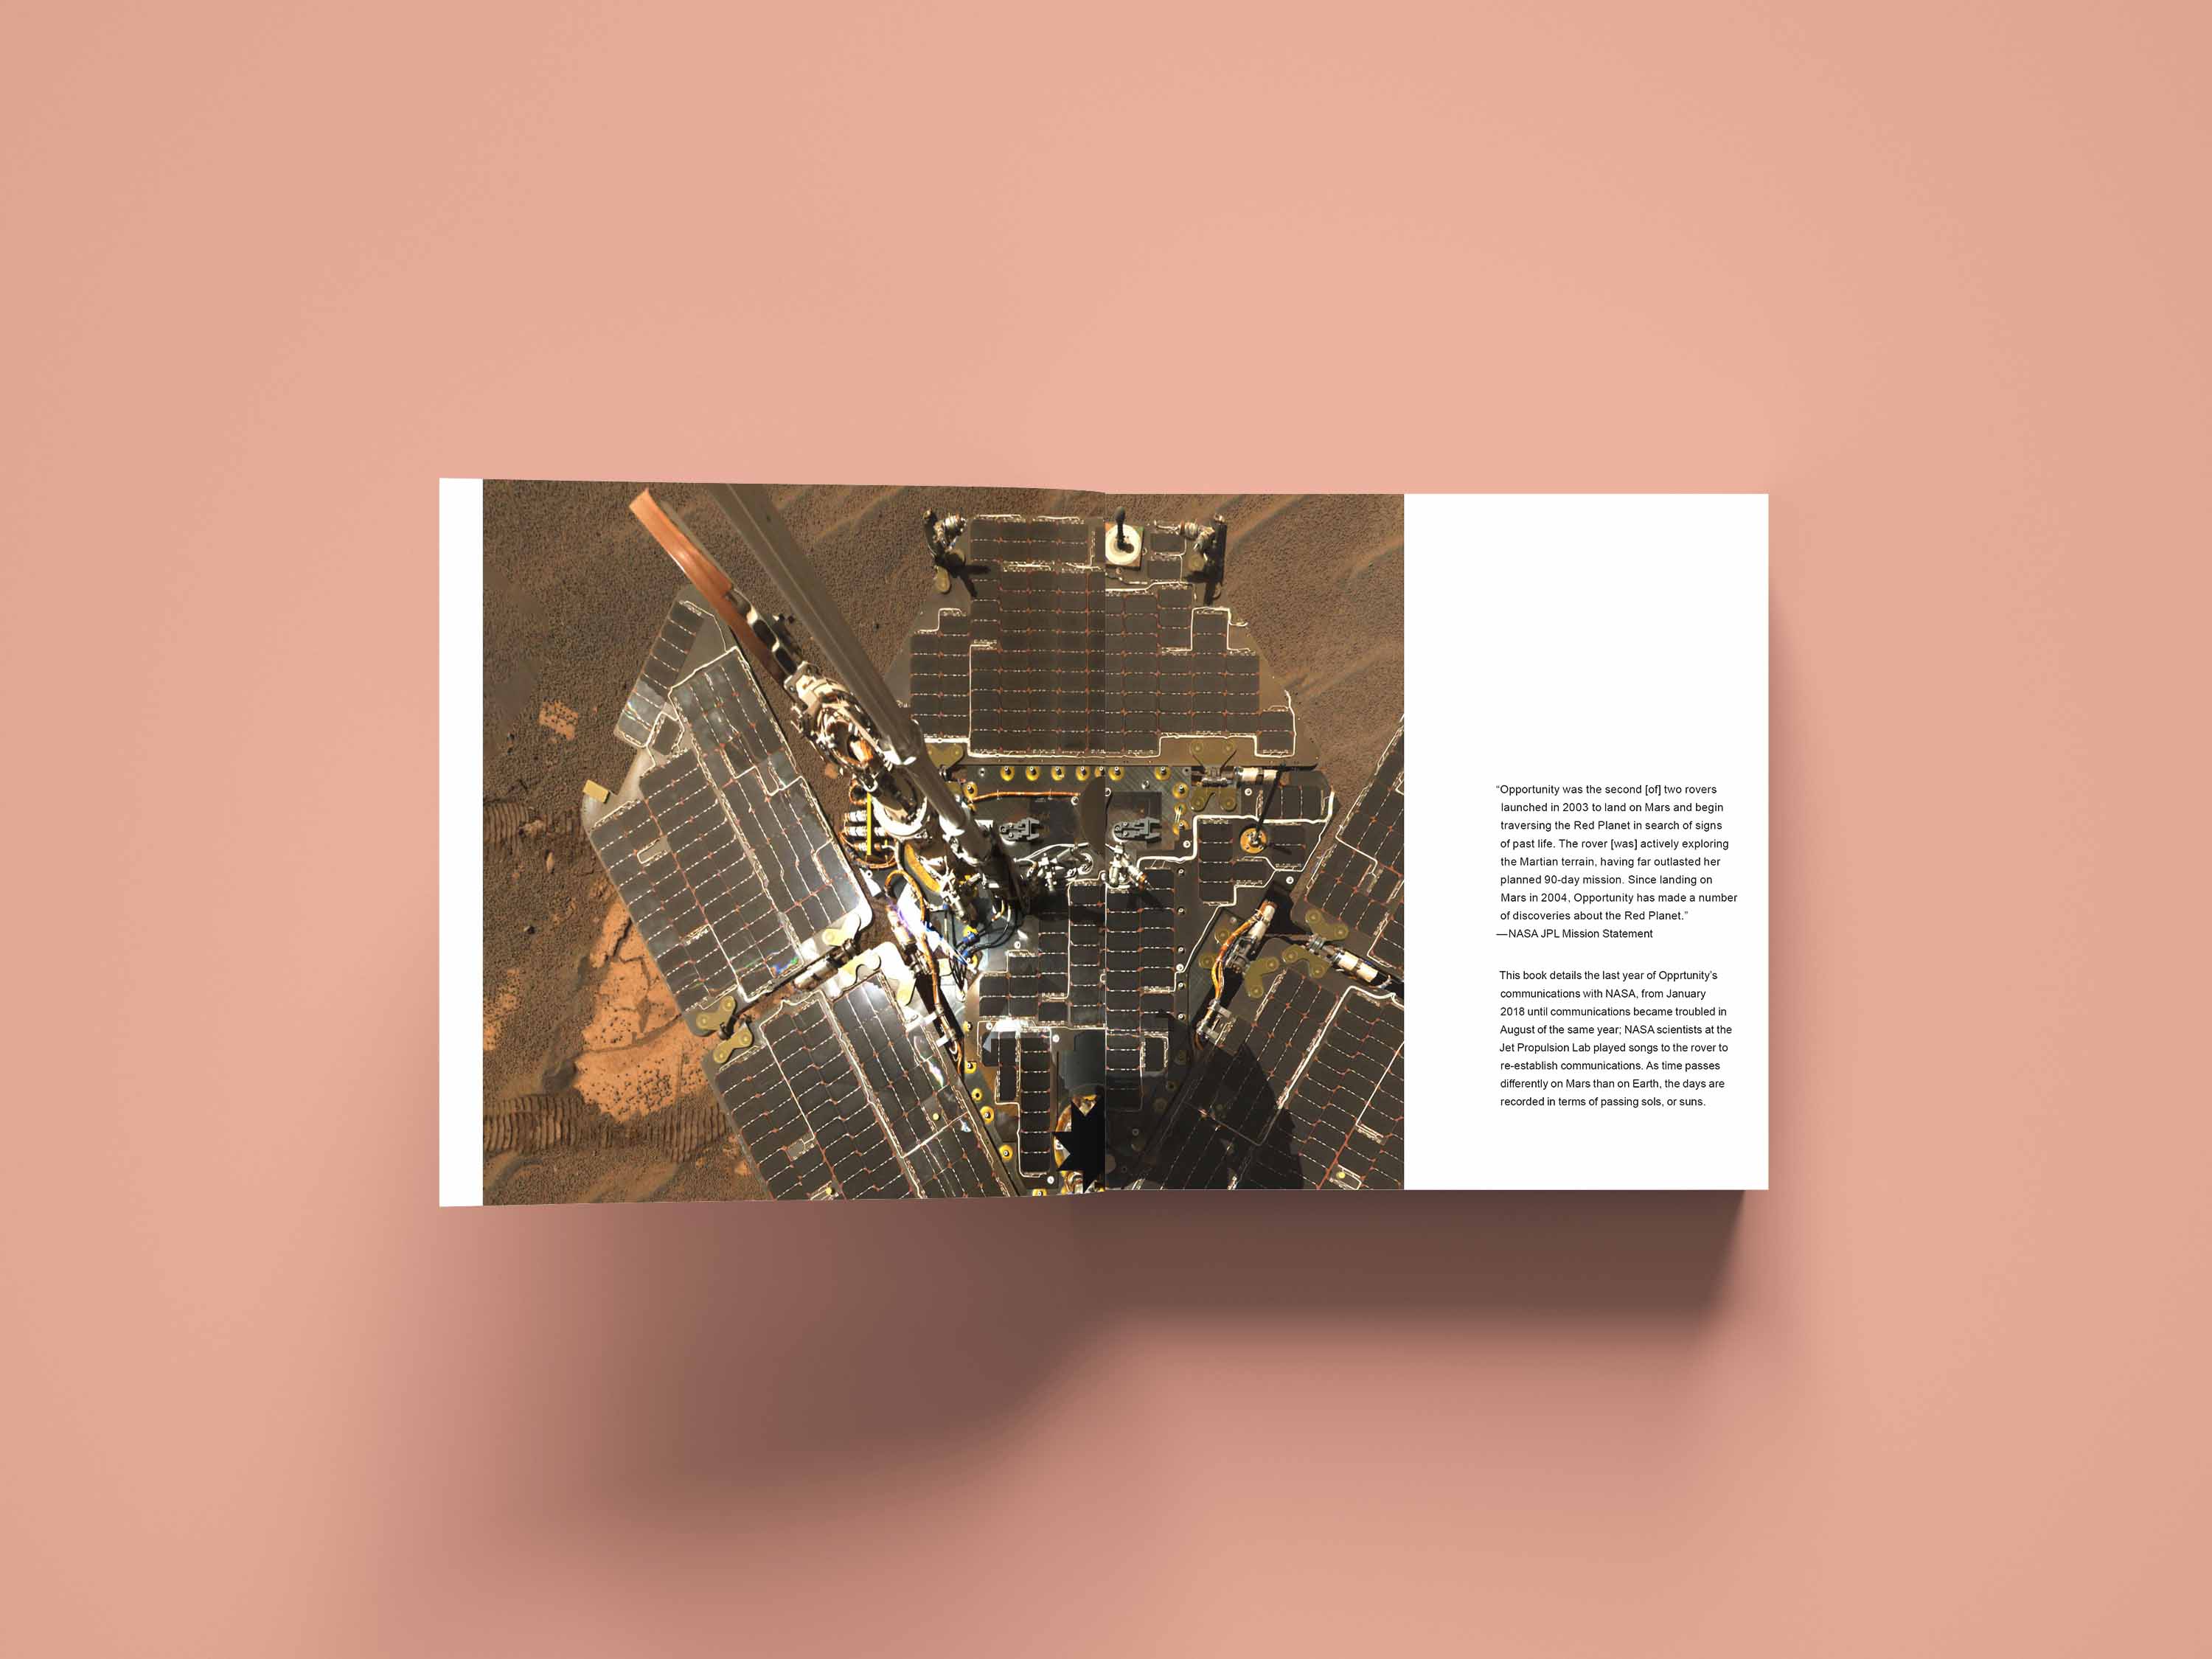 “Opportunity was the second [of] two rovers
launched in 2003 to land on Mars and begin
traversing the Red Planet in search of signs
of past life. The rover [was] actively exploring
the Martian terrain, having far outlasted her
planned 90-day mission. Since landing on
Mars in 2004, Opportunity has made a number
of discoveries about the Red Planet.”
—NASA JPL Mission Statement
This book details the last year of Opprtunity’s
communications with NASA, from January
2018 until communications became troubled in
August of the same year; NASA scientists at the
Jet Propulsion Lab played songs to the rover to
re-establish communications. As time passes
differently on Mars than on Earth, the days are
recorded in terms of passing sols, or suns.